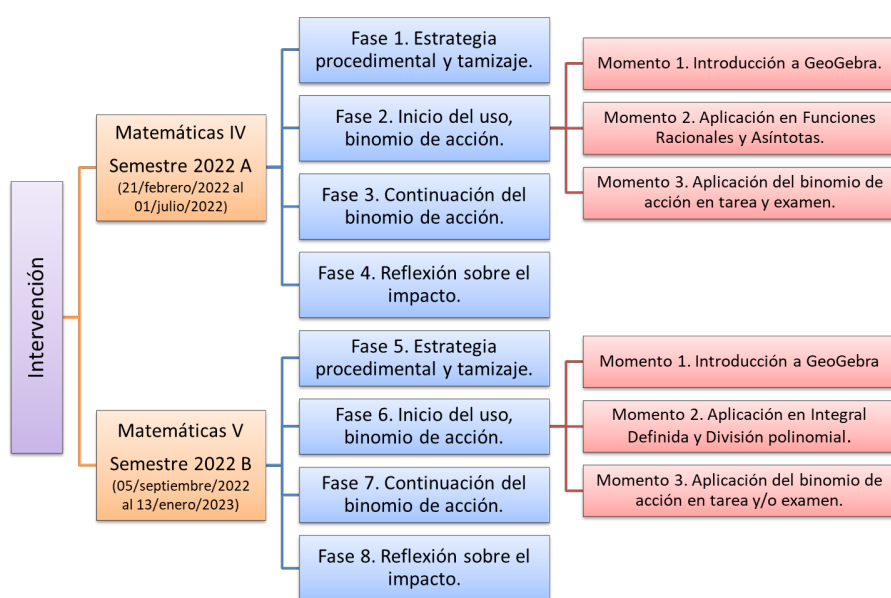 Intervención
Matemáticas IV
Semestre 2022 A
(21/febrero/2022 al
01/julio/2022)
Fase 1. Estrategia
procedimental y tamizaje.
Fase 2. Inicio del uso,
binomio de acción.
Momento 1. Introducción a GeoGebra.
Momento 2. Aplicación en Funciones
Racionales y Asíntotas.
Momento 3. Aplicación del binomio de
acción en tarea y examen.
Fase 3. Continuación del
binomio de acción.
Fase 4. Reflexión sobre el
impacto.
Matemáticas V
Semestre 2022 B
(05/septiembre/2022
al 13/enero/2023)
Fase 5. Estrategia
procedimental y tamizaje.
Fase 6. Inicio del uso,
binomio de acción.
Momento 1. Introducción a GeoGebra
Momento 2. Aplicación en Integral
Definida y División polinomial.
Momento 3. Aplicación del binomio de
acción en tarea y/o examen.
Fase 7. Continuación del
binomio de acción.
Fase 8. Reflexión sobre el
impacto.